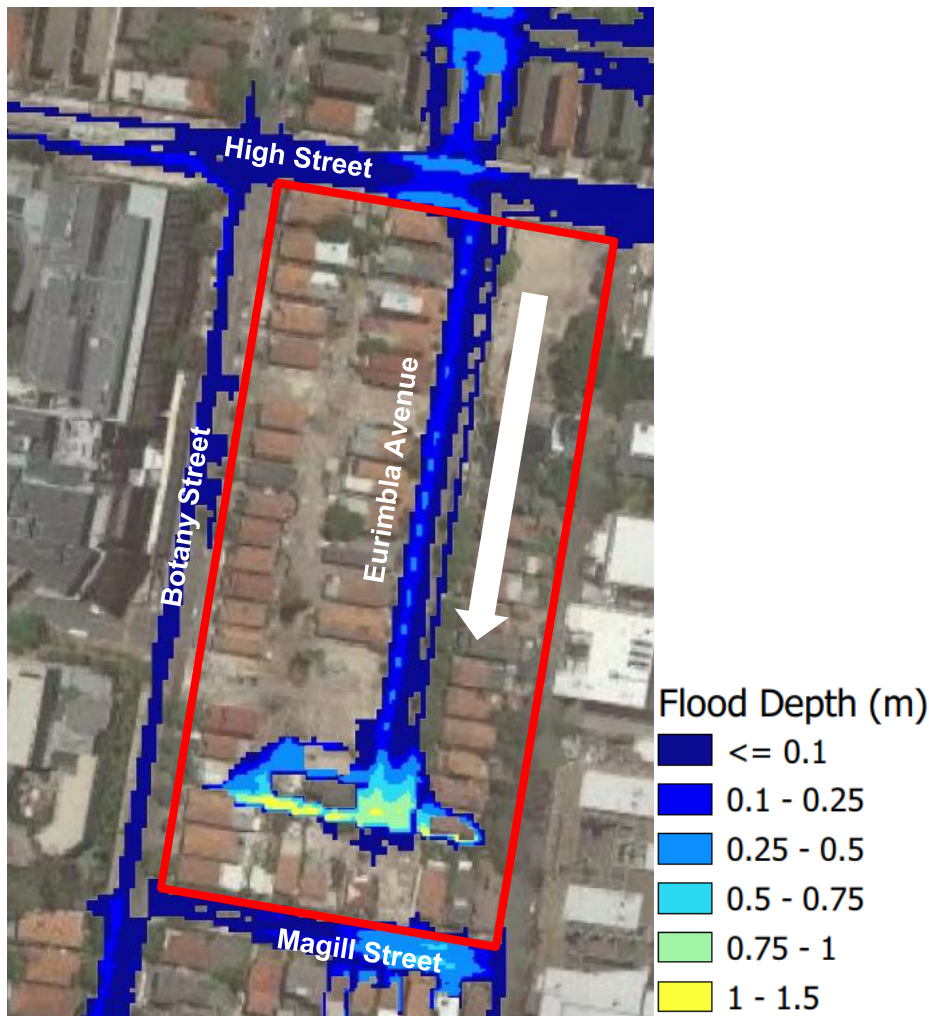 High Street
Eurimbla Avenue
Botany Street
Magill Street
Flood Depth (m)
<= 0.1
0.1 - 0.25
0.25 - 0.5
0.5 - 0.75
0.75 - 1
1 - 1.5